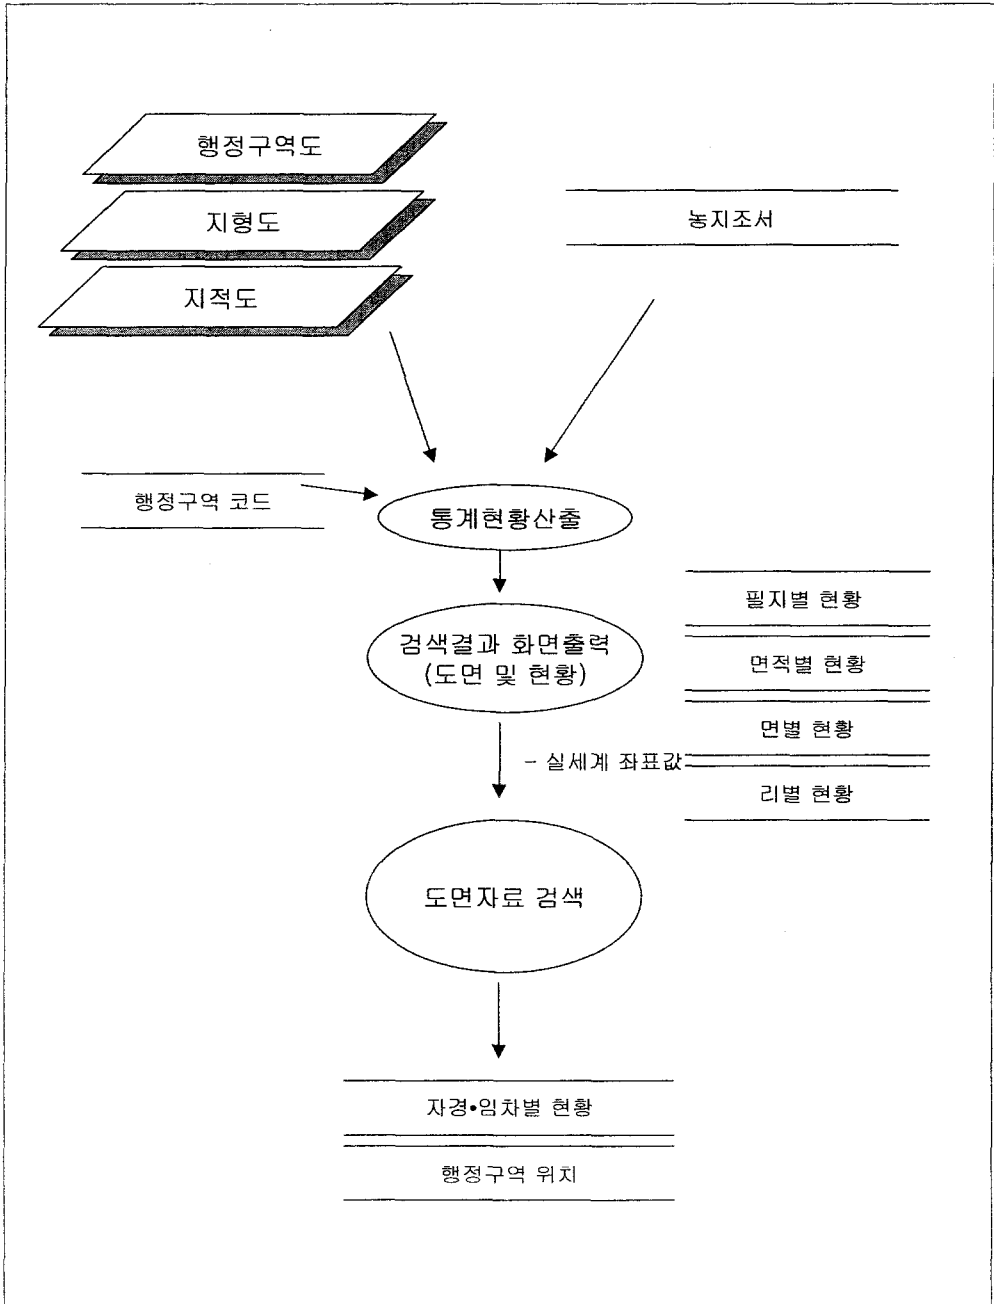 행정구역도
지형도
지적도
농지조서
행정구역 코드
통계현황산출
검색결과 화면출력
(도면 및 현황)
필지별 현황
면적별 현황
면별 현황
리별 현황
- 실세계 좌표값
도면자료 검색
자경•임차별 현황
행정구역 위치